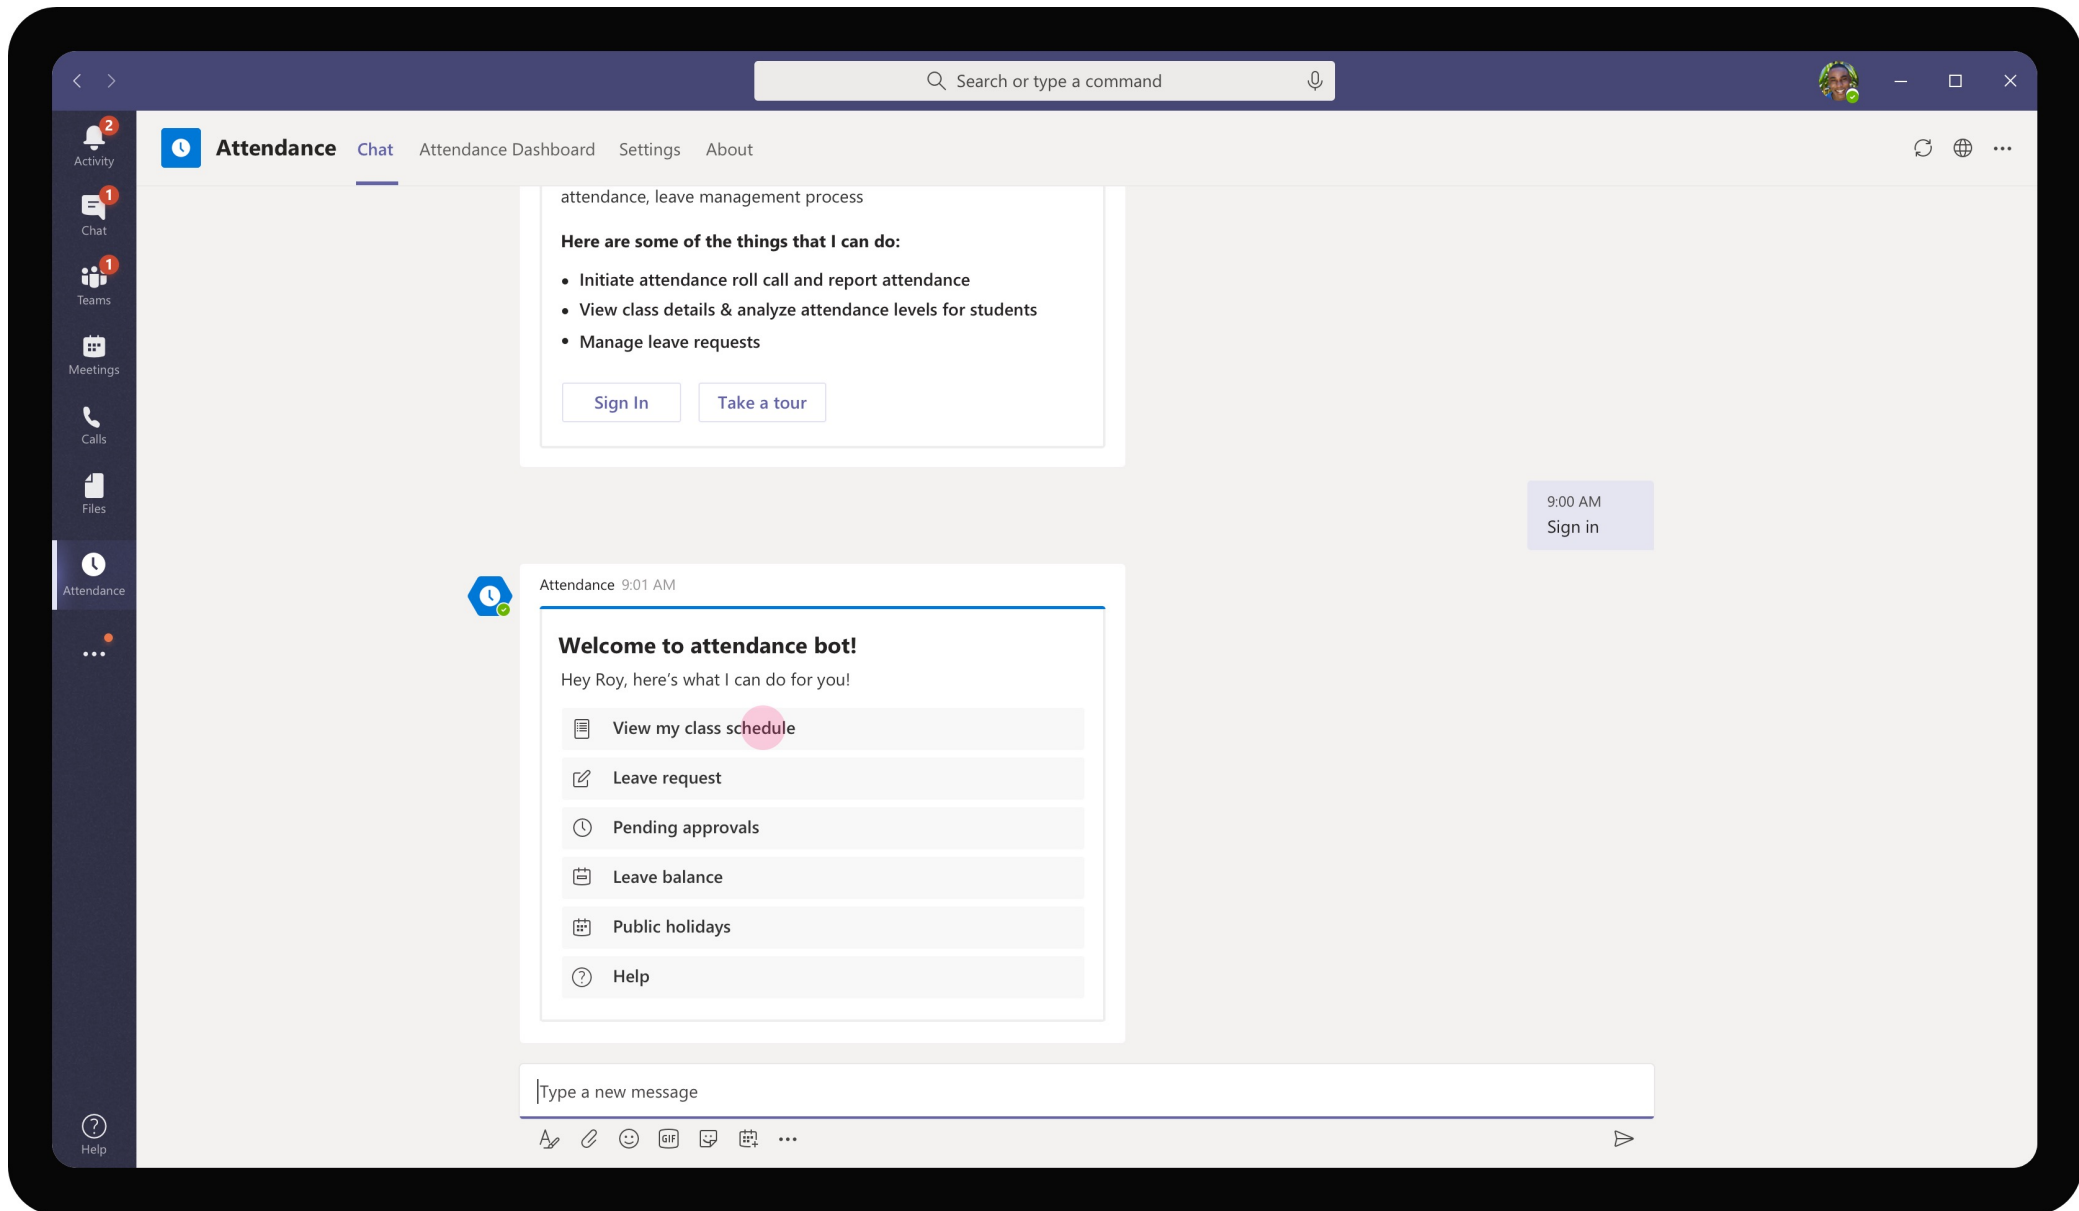 Search or type a command
2
Activity
1
Chat
1
Teams
Meetings
Calls
Files
Attendance
Help
Attendance Chat Attendance Dashboard Settings About
attendance, leave management process
Here are some of the things that I can do:
• Initiate attendance roll call and report attendance
• View class details & analyze attendance levels for students
• Manage leave requests
Sign In Take a tour
9:00 AM
Sign in
Attendance 9:01 AM
Welcome to attendance bot!
Hey Roy, here’s what I can do for you!
View my class schedule
Leave request
Pending approvals
Leave balance
Public holidays
Help
Type a new message
GIF